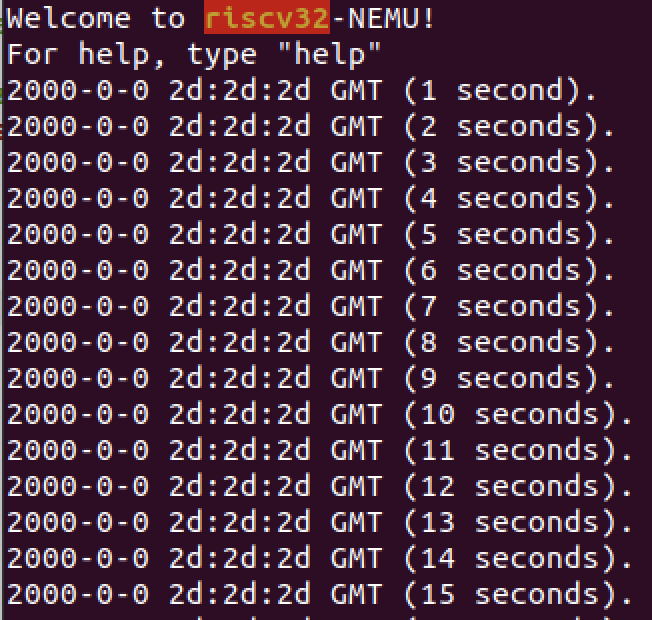 Welcome to riscv32-NEMU!
For help, type "help"
2000-0-0 2d:2d:2d GMT (1 second).
2000-0-0 2d:2d:2d GMT (2 seconds).
2000-0-0 2d:2d:2d GMT (3 seconds).
2000-0-0 2d:2d:2d GMT (4 seconds).
2000-0-0 2d:2d:2d GMT (5 seconds).
2000-0-0 2d:2d:2d GMT (6 seconds).
2000-0-0 2d:2d:2d GMT (7 seconds).
2000-0-0 2d:2d:2d GMT (8 seconds).
2000-0-0 2d:2d:2d GMT (9 seconds).
2000-0-0 2d:2d:2d GMT (10 seconds).
2000-0-0 2d:2d:2d GMT (11 seconds).
2000-0-0 2d:2d:2d GMT (12 seconds).
2000-0-0 2d:2d:2d GMT (13 seconds).
2000-0-0 2d:2d:2d GMT (14 seconds).
2000-0-0 2d:2d:2d GMT (15 seconds).